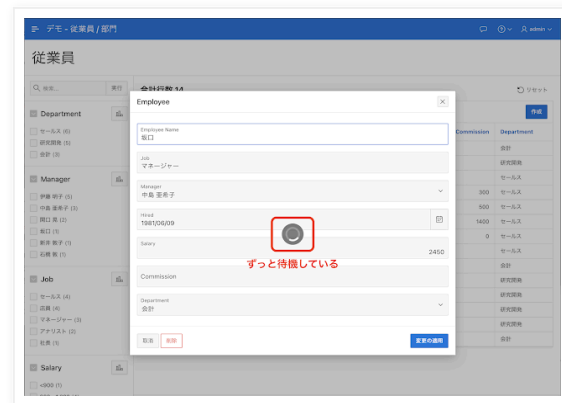 デモ - 従業員 / 部門
admin
従業員
検索...
実行
合計行数 14
リセット
作成
Department
セールス (6)
研究開発 (5)
会計 (3)
Manager
伊藤 明子 (5)
中島 亜希子 (3)
関口 原 (2)
坂口 (1)
新井 数子 (1)
石橋 栃 (1)
Job
セールス (4)
店員 (4)
マネージャー (3)
アナリスト (2)
社長 (1)
Salary
<900 (1)
Employee
Employee Name
坂口
Job
マネージャー
Manager
中島 亜希子
Hired
1981/06/09
Salary
2450
ずっと待機している
Commission
Department
会計
取消
削除
変更の適用
Commission
Department
会計
研究開発
セールス
300
セールス
500
セールス
1400
セールス
0
セールス
セールス
会計
研究開発
研究開発
研究開発
研究開発
会計